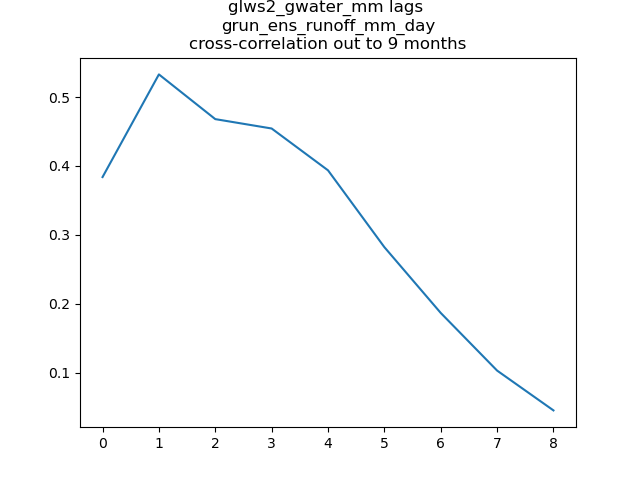 glws2_gwater_mm lags
grun_ens_runoff_mm_day
cross-correlation out to 9 months
0.5
0.4
0.3
0.2
0.1
0 1 2 3 4 5 6 7 8